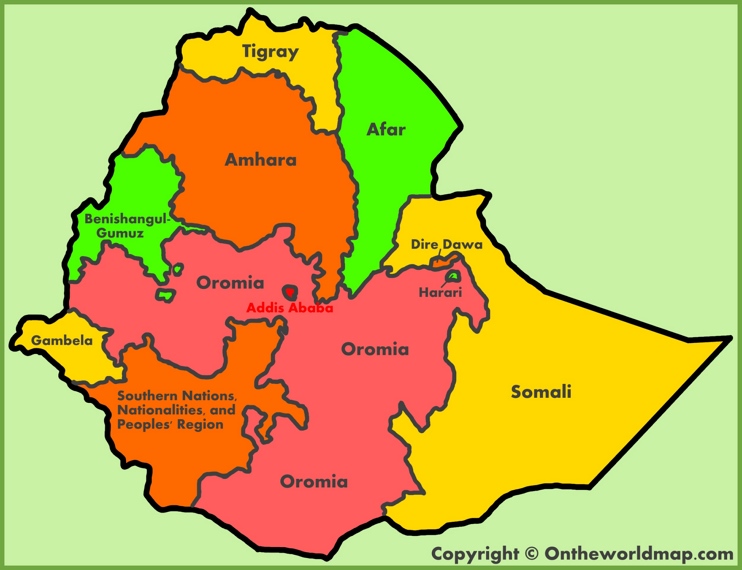 Tigray
Afar
Amhara
Benishangul-
Gumuz
Dire Dawa
Oromia
Harari
Addis Ababa
Gambela
Oromia
Somali
Southern Nations,
Nationalities, and
Peoples' Region
Oromia
Copyright © Ontheworldmap.com